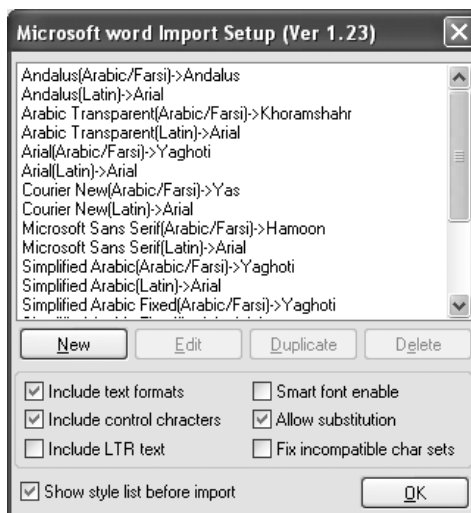 Microsoft word Import Setup (Ver 1.23)
Andalus(Arabic/Farsi)->Andalus
Andalus(Latin)->Arial
Arabic Transparent(Arabic/Farsi)->Khoramshahr
Arabic Transparent(Latin)->Arial
Arial(Arabic/Farsi)->Yaghoti
Arial(Latin)->Arial
Courier New(Arabic/Farsi)->Yas
Courier New(Latin)->Arial
Microsoft Sans Serif(Arabic/Farsi)->Hamoon
Microsoft Sans Serif(Latin)->Arial
Simplified Arabic(Arabic/Farsi)->Yaghoti
Simplified Arabic(Latin)->Arial
Simplified Arabic Fixed(Arabic/Farsi)->Yaghoti
New Edit Duplicate Delete
Include text formats Smart font enable
Include control chracters Allow substitution
Include LTR text Fix incompatible char sets
Show style list before import OK